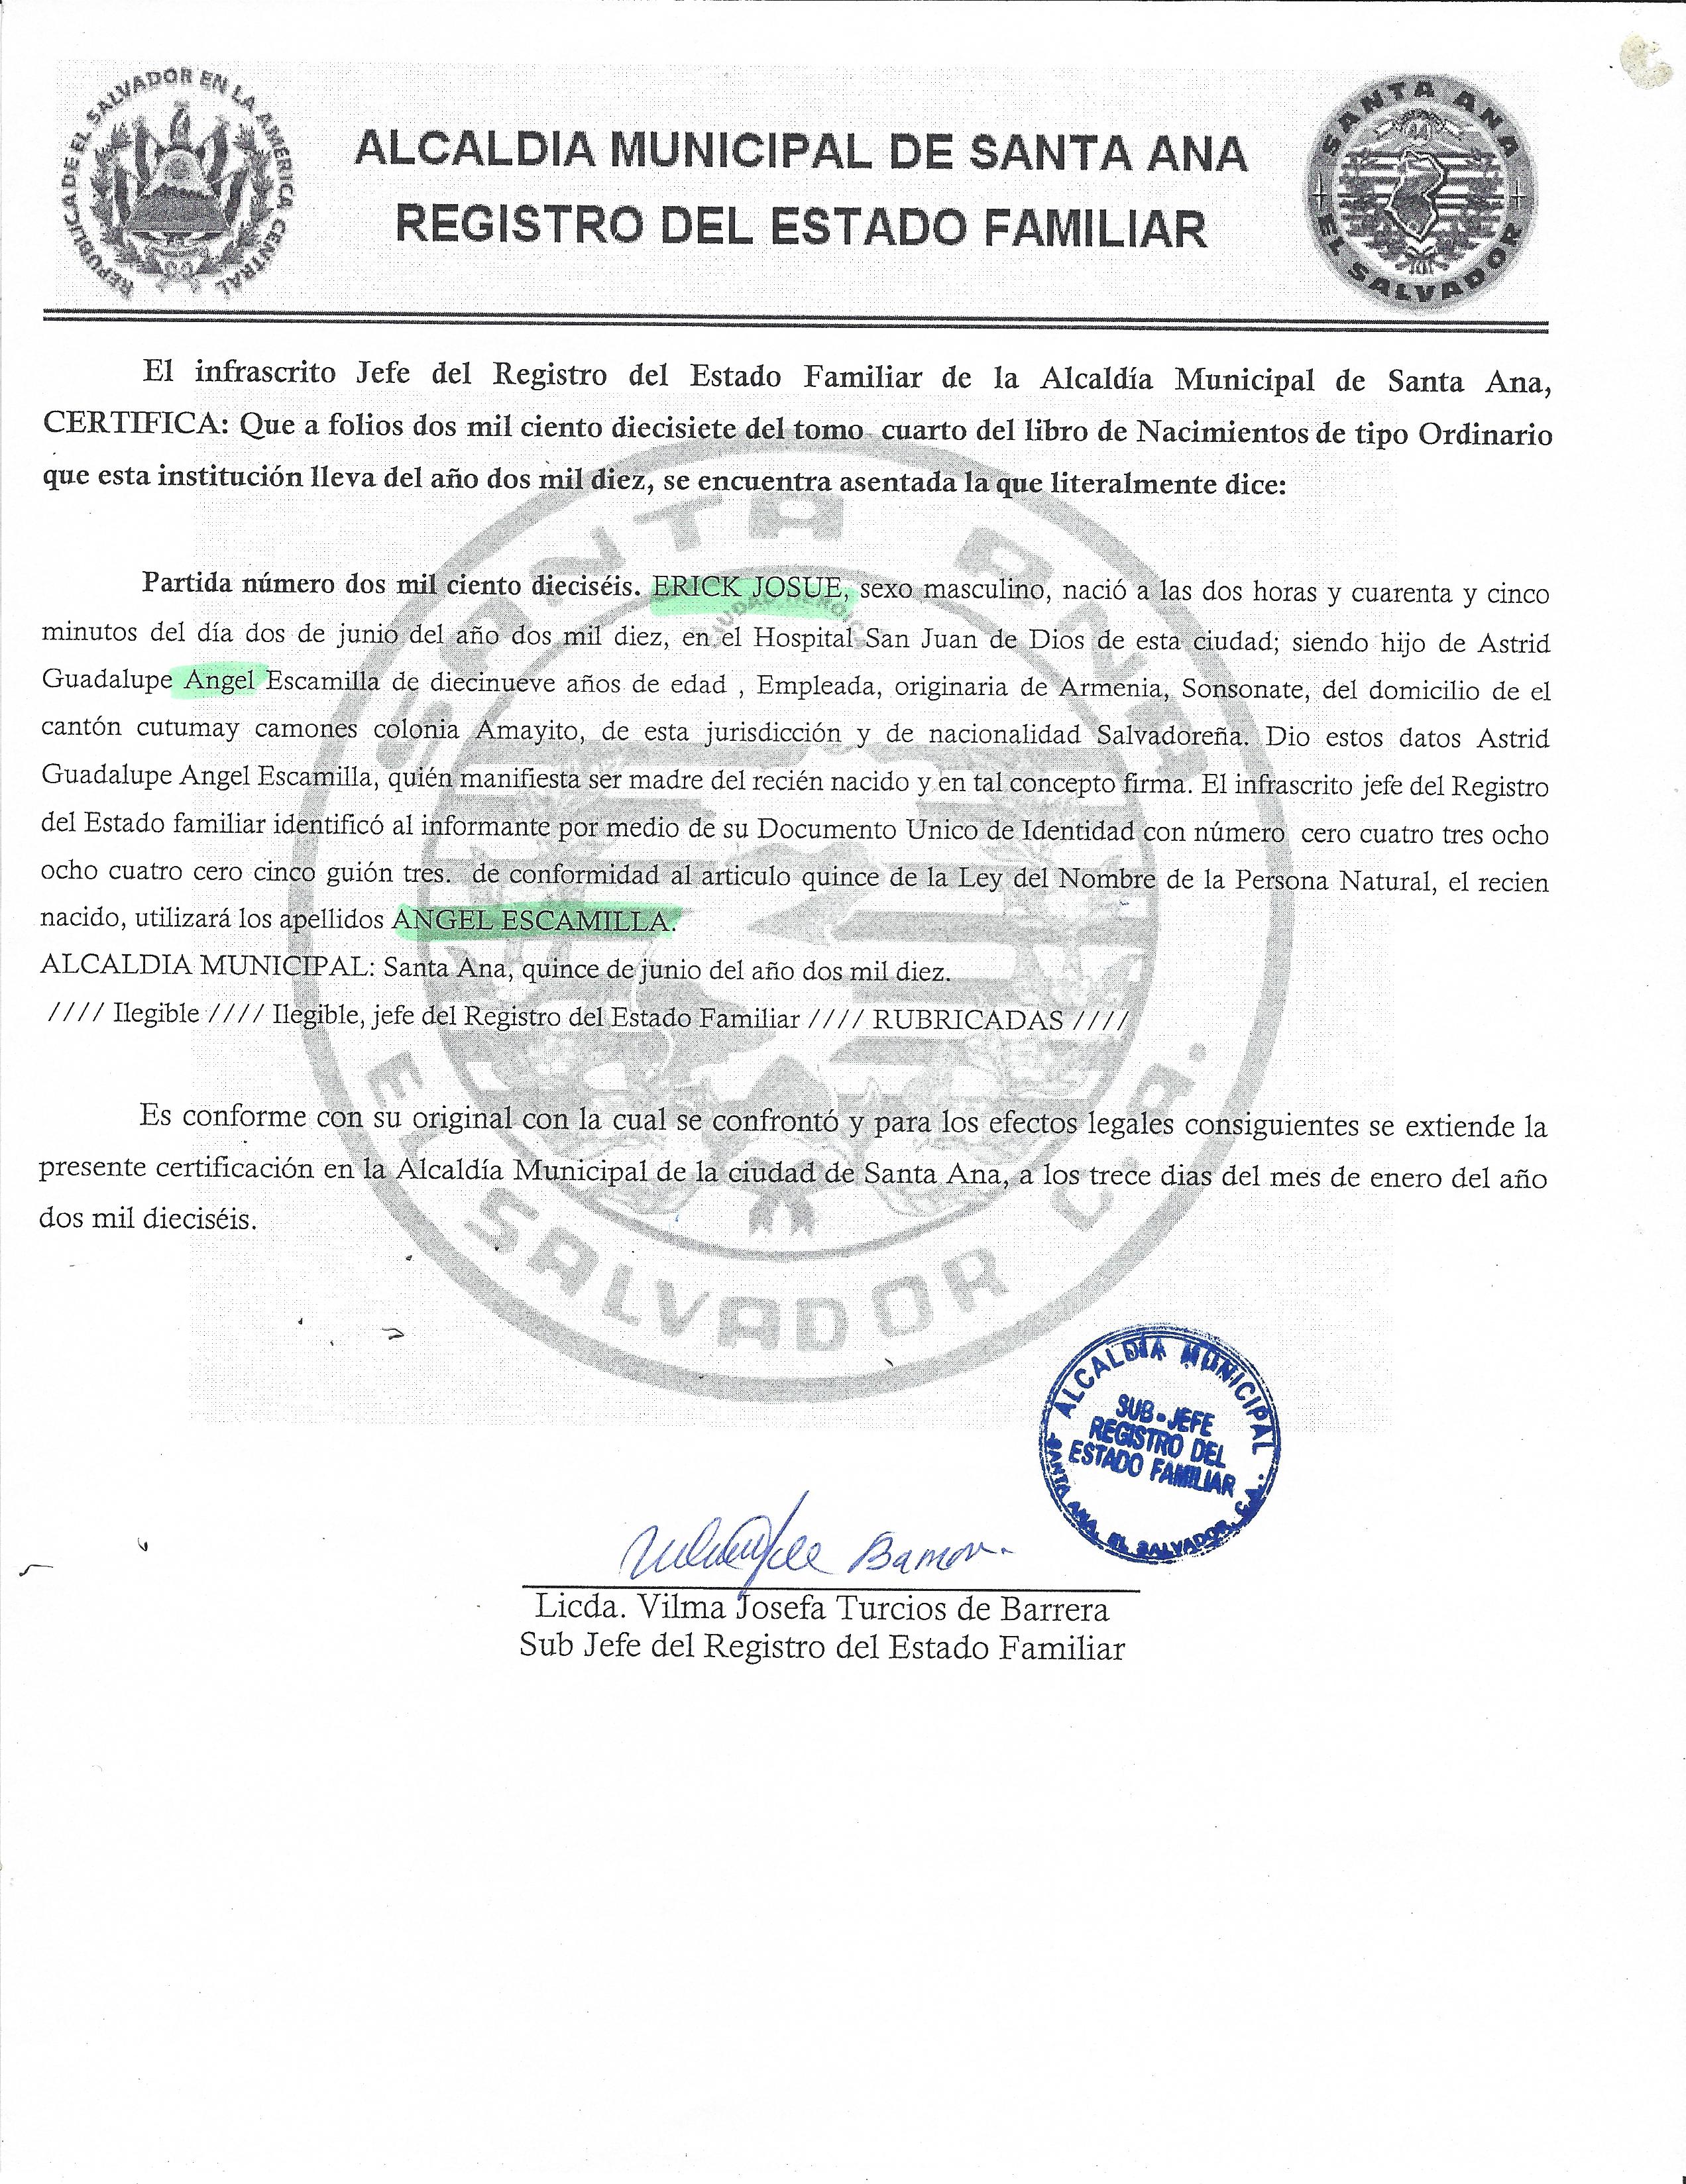 REPUBLICA DE EL SALVADOR EN LA AMERICA CENTRAL
ALCALDIA MUNICIPAL DE SANTA ANA
REGISTRO DEL ESTADO FAMILIAR
SANTA ANA
EL SALVADOR
El infrascrito Jefe del Registro del Estado Familiar de la Alcaldía Municipal de Santa Ana,
CERTIFICA: Que a folios dos mil ciento diecisiete del tomo cuarto del libro de Nacimientos de tipo Ordinario
que esta institución lleva del año dos mil diez, se encuentra asentada la que literalmente dice:
Partida número dos mil ciento dieciséis. ERICK JOSUE, sexo masculino, nació a las dos horas y cuarenta y cinco
minutos del día dos de junio del año dos mil diez, en el Hospital San Juan de Dios de esta ciudad; siendo hijo de Astrid
Guadalupe Angel Escamilla de diecinueve años de edad , Empleada, originaria de Armenia, Sonsonate, del domicilio de el
cantón cutumay camones colonia Amayito, de esta jurisdicción y de nacionalidad Salvadoreña. Dio estos datos Astrid
Guadalupe Angel Escamilla, quién manifiesta ser madre del recién nacido y en tal concepto firma. El infrascrito jefe del Registro
del Estado familiar identificó al informante por medio de su Documento Unico de Identidad con número cero cuatro tres ocho
ocho cuatro cero cinco guión tres. de conformidad al articulo quince de la Ley del Nombre de la Persona Natural, el recien
nacido, utilizará los apellidos ANGEL ESCAMILLA.
ALCALDIA MUNICIPAL: Santa Ana, quince de junio del año dos mil diez.
//// Ilegible //// Ilegible, jefe del Registro del Estado Familiar //// RUBRICADAS ////
Es conforme con su original con la cual se confrontó y para los efectos legales consiguientes se extiende la
presente certificación en la Alcaldía Municipal de la ciudad de Santa Ana, a los trece dias del mes de enero del año
dos mil dieciséis.
SANTA ANA
EL SALVADOR C.A.
ALCALDÍA MUNICIPAL
SUB-JEFE
REGISTRO DEL
ESTADO FAMILIAR
SANTA ANA, EL SALVADOR, C.A.
Licda. Vilma Josefa Turcios de Barrera
Sub Jefe del Registro del Estado Familiar